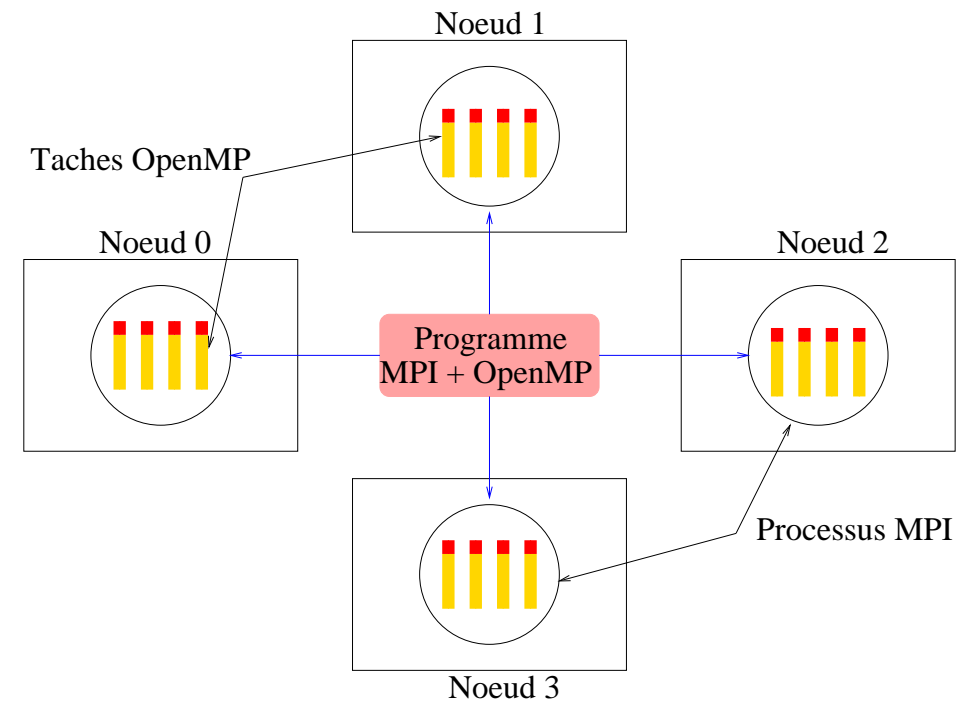 Noeud 1
Taches OpenMP
Noeud 0
Noeud 2
Programme
MPI + OpenMP
Processus MPI
Noeud 3